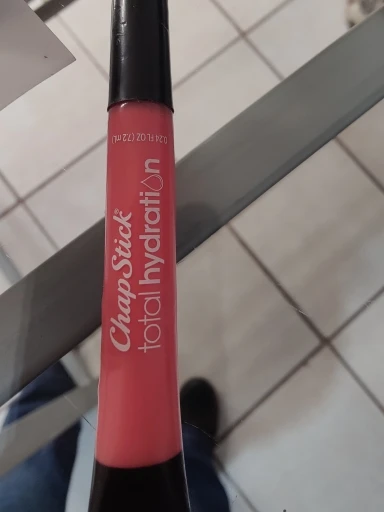 ChapStick®
total hydration
0.24 FL OZ (7.2 mL)